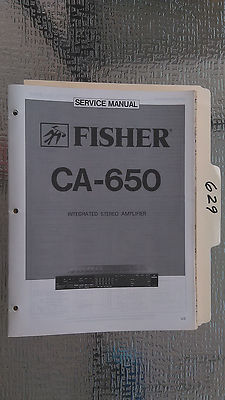 SERVICE MANUAL
FISHER
CA-650
INTEGRATED STEREO AMPLIFIER
629